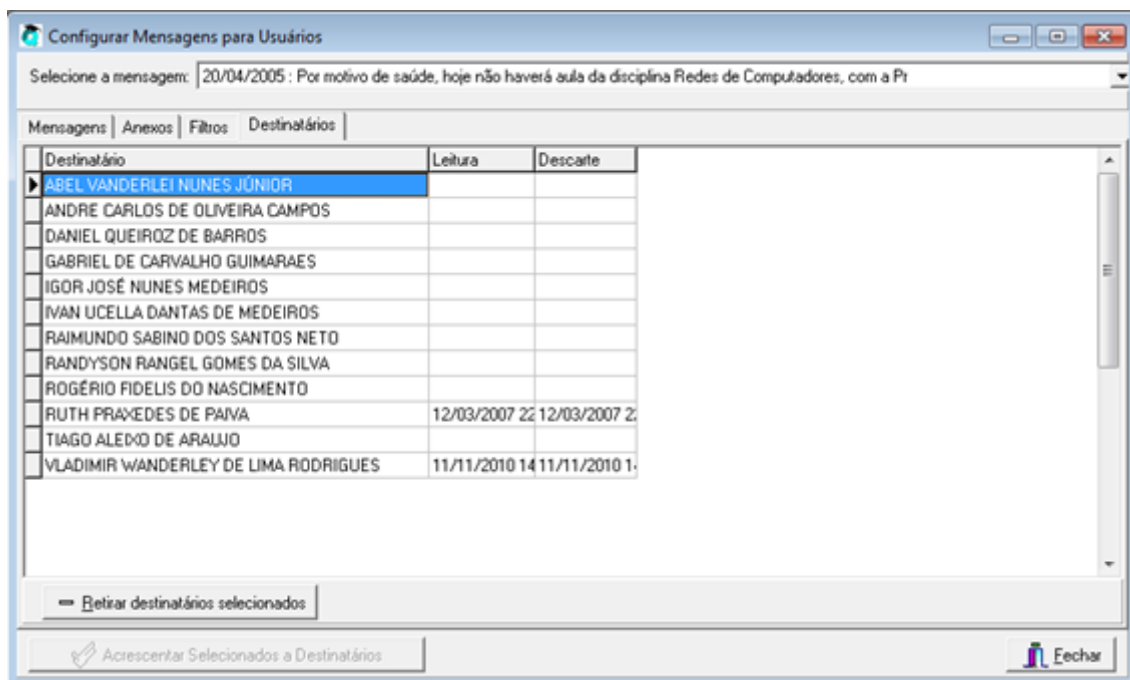 Configurar Mensagens para Usuários
Selecione a mensagem: 20/04/2005 : Por motivo de saúde, hoje não haverá aula da disciplina Redes de Computadores, com a Pr
Mensagens Anexos Filtros Destinatários
Destinatário Leitura Descarte
ABEL VANDERLEI NUNES JÚNIOR
ANDRE CARLOS DE OLIVEIRA CAMPOS
DANIEL QUEIROZ DE BARROS
GABRIEL DE CARVALHO GUIMARAES
IGOR JOSÉ NUNES MEDEIROS
IVAN UCELLA DANTAS DE MEDEIROS
RAIMUNDO SABINO DOS SANTOS NETO
RANDYSON RANGEL GOMES DA SILVA
ROGÉRIO FIDELIS DO NASCIMENTO
RUTH PRAXEDES DE PAIVA 12/03/2007 22 12/03/2007 2
TIAGO ALEIXO DE ARAUJO
VLADIMIR WANDERLEY DE LIMA RODRIGUES 11/11/2010 14 11/11/2010 1
Retirar destinatários selecionados
Acrescentar Selecionados a Destinatários
Fechar